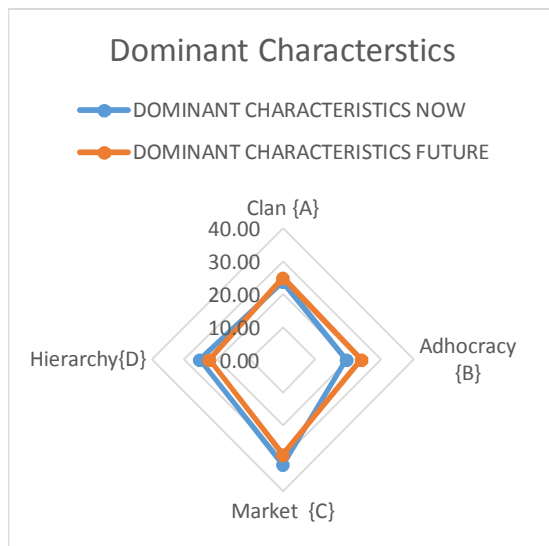 Dominant Characterstics
DOMINANT CHARACTERISTICS NOW
DOMINANT CHARACTERISTICS FUTURE
Clan {A}
40.00
30.00
20.00
10.00
0.00
Hierarchy{D}
Adhocracy
{B}
Market {C}